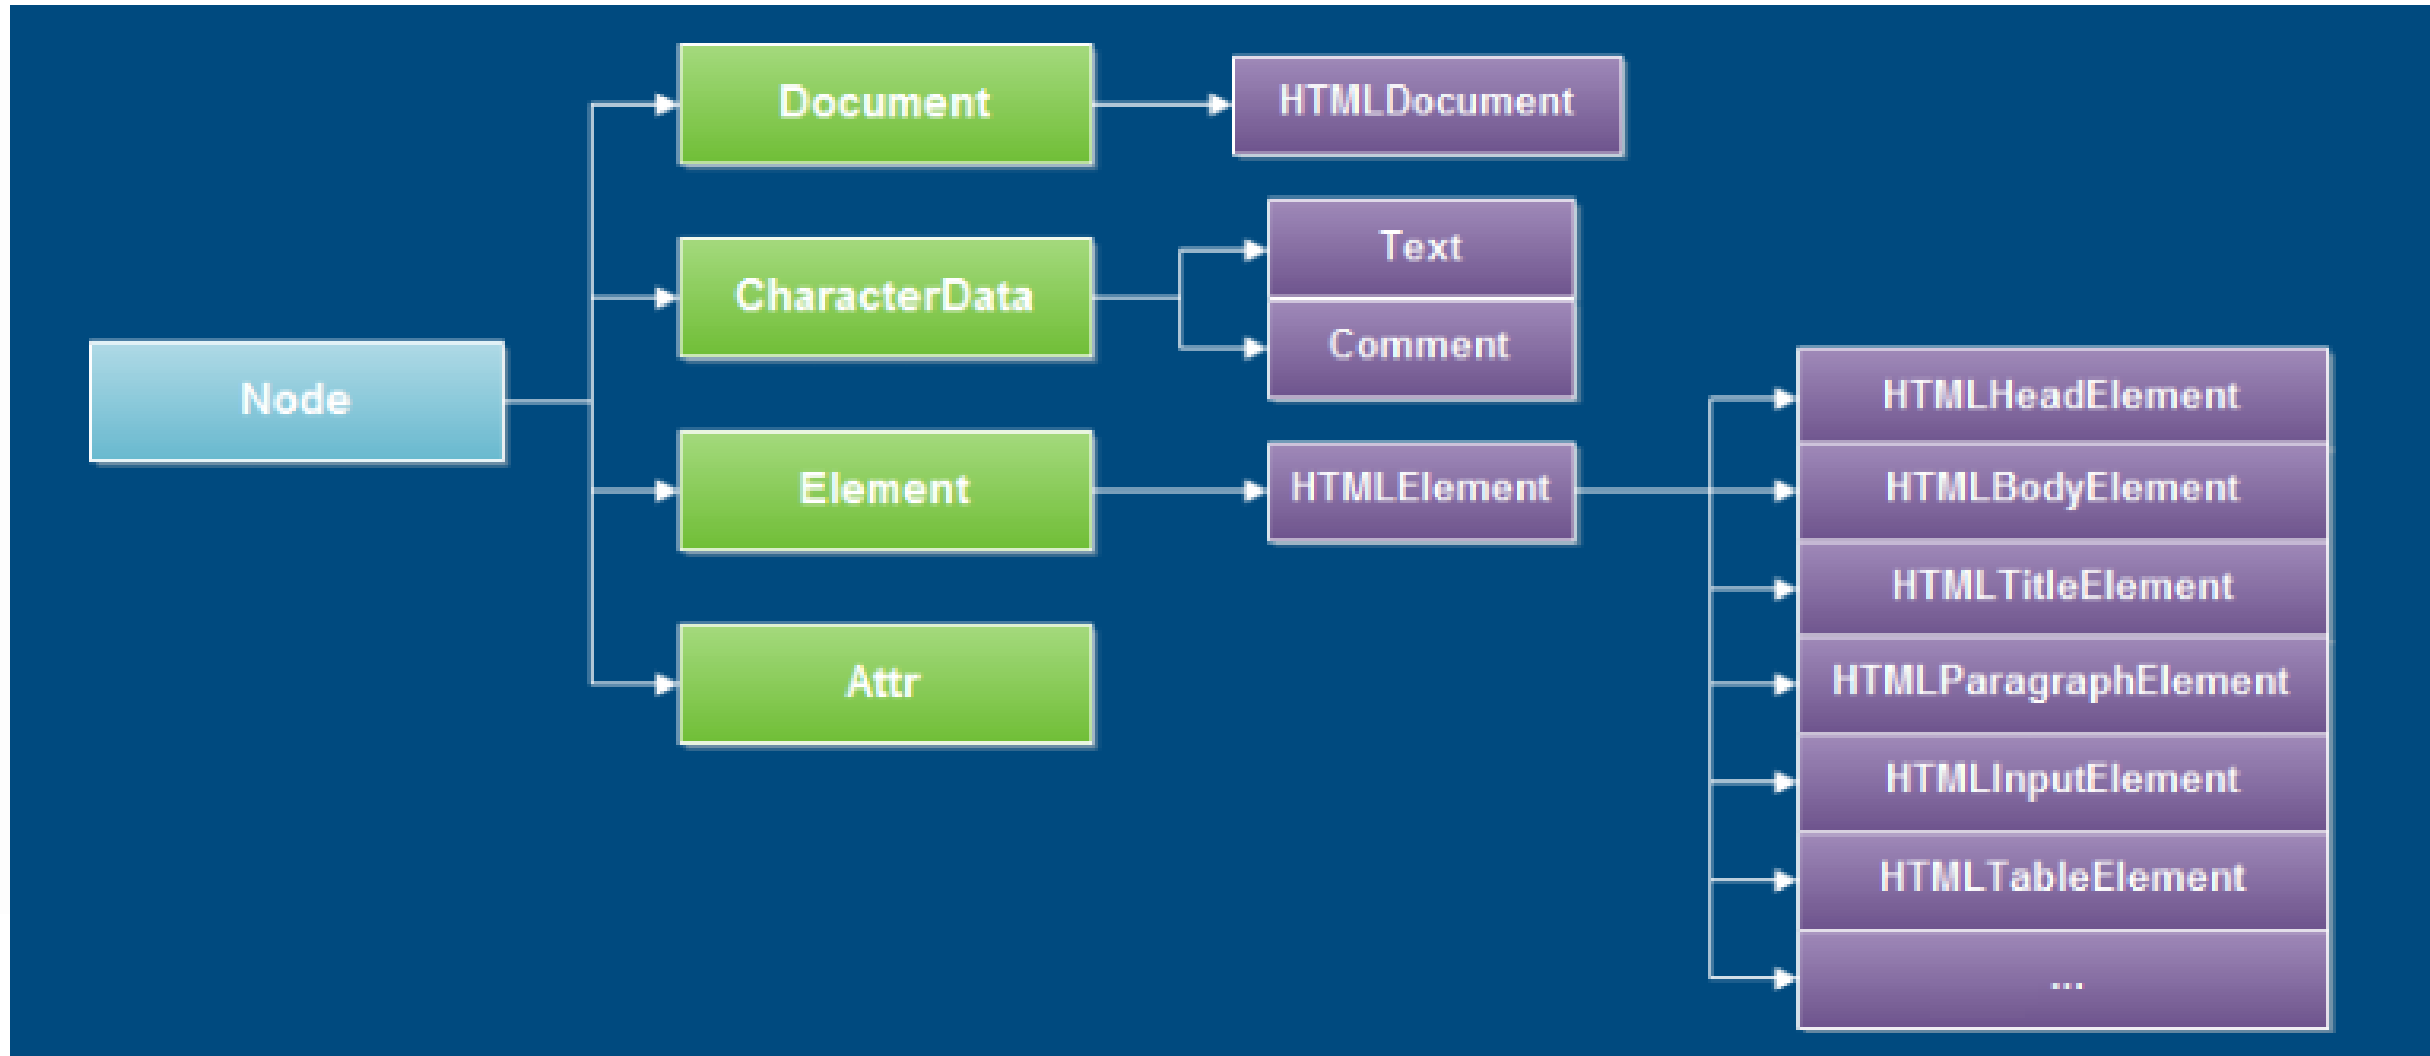 Node
Document
CharacterData
Element
Attr
HTMLDocument
Text
Comment
HTMLElement
HTMLHeadElement
HTMLBodyElement
HTMLTitleElement
HTMLParagraphElement
HTMLInputElement
HTMLTableElement
...